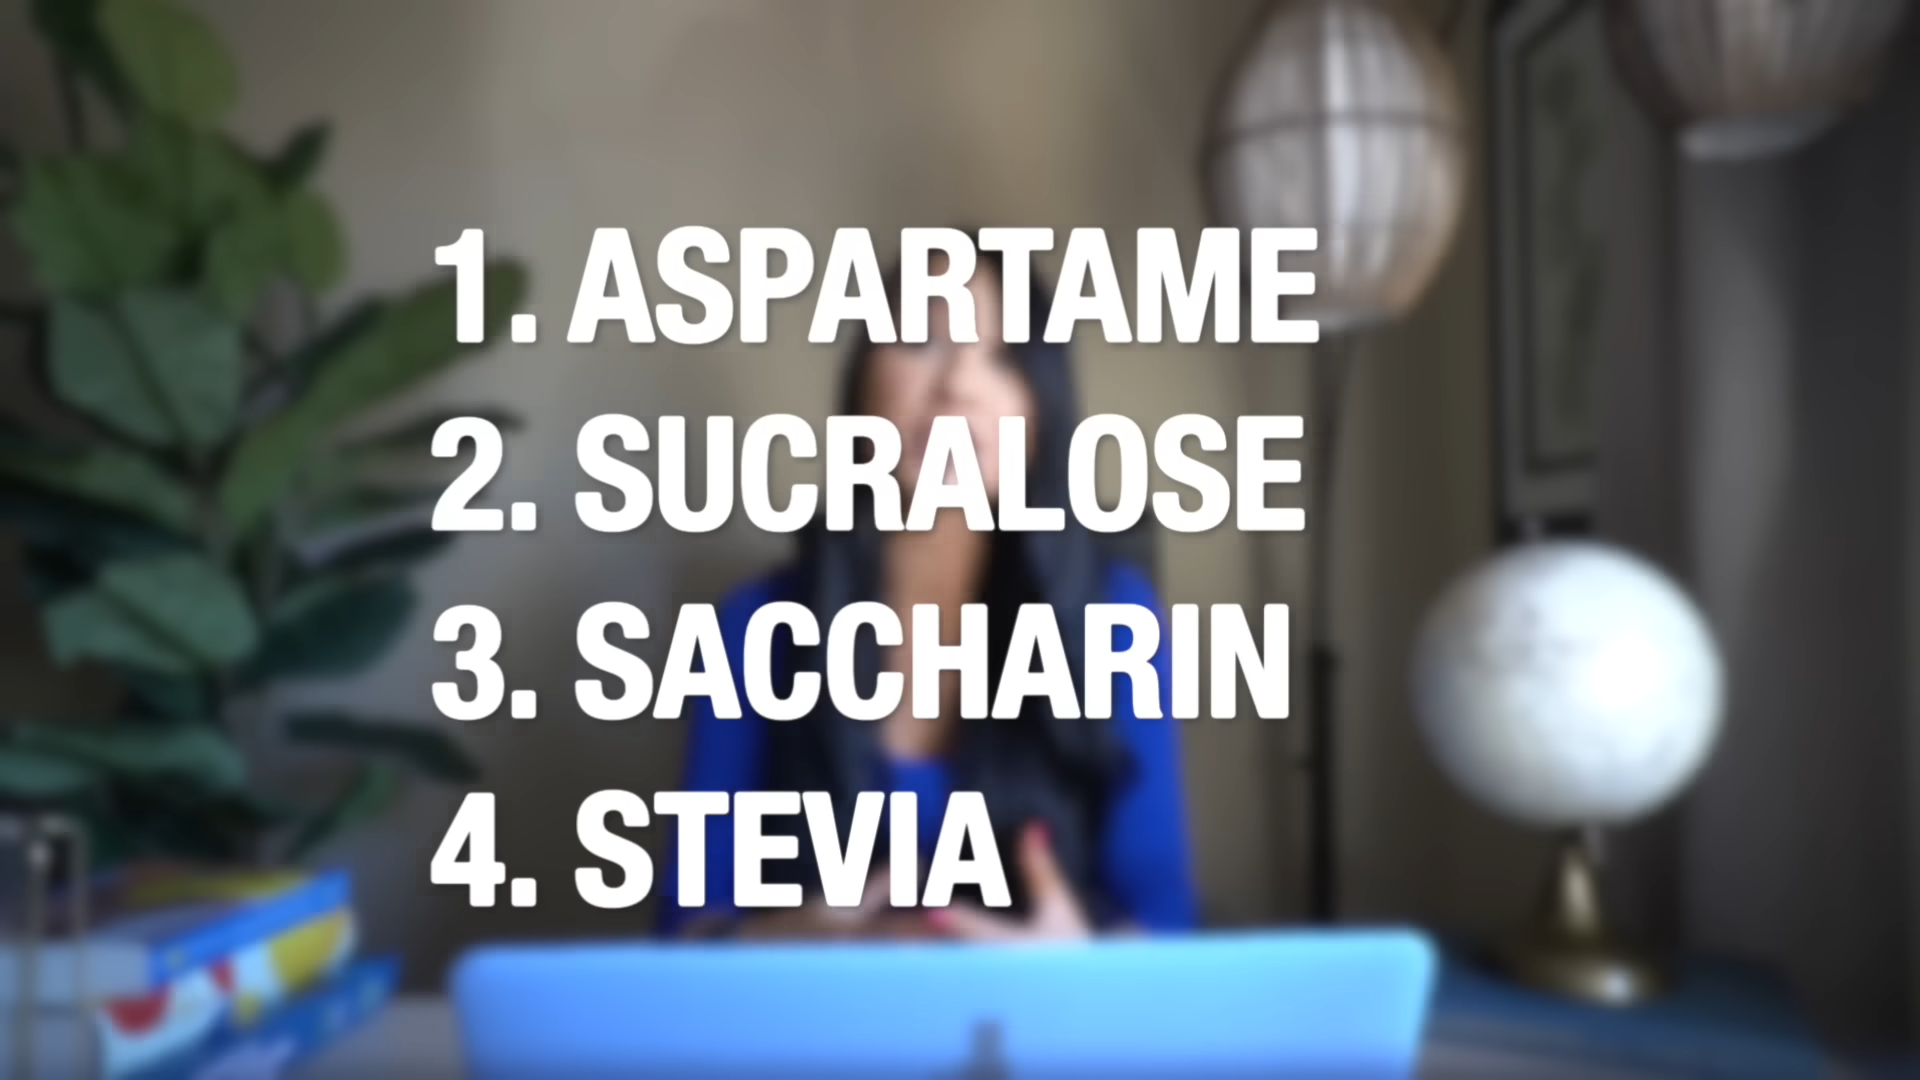 1. ASPARTAME
2. SUCRALOSE
3. SACCHARIN
4. STEVIA